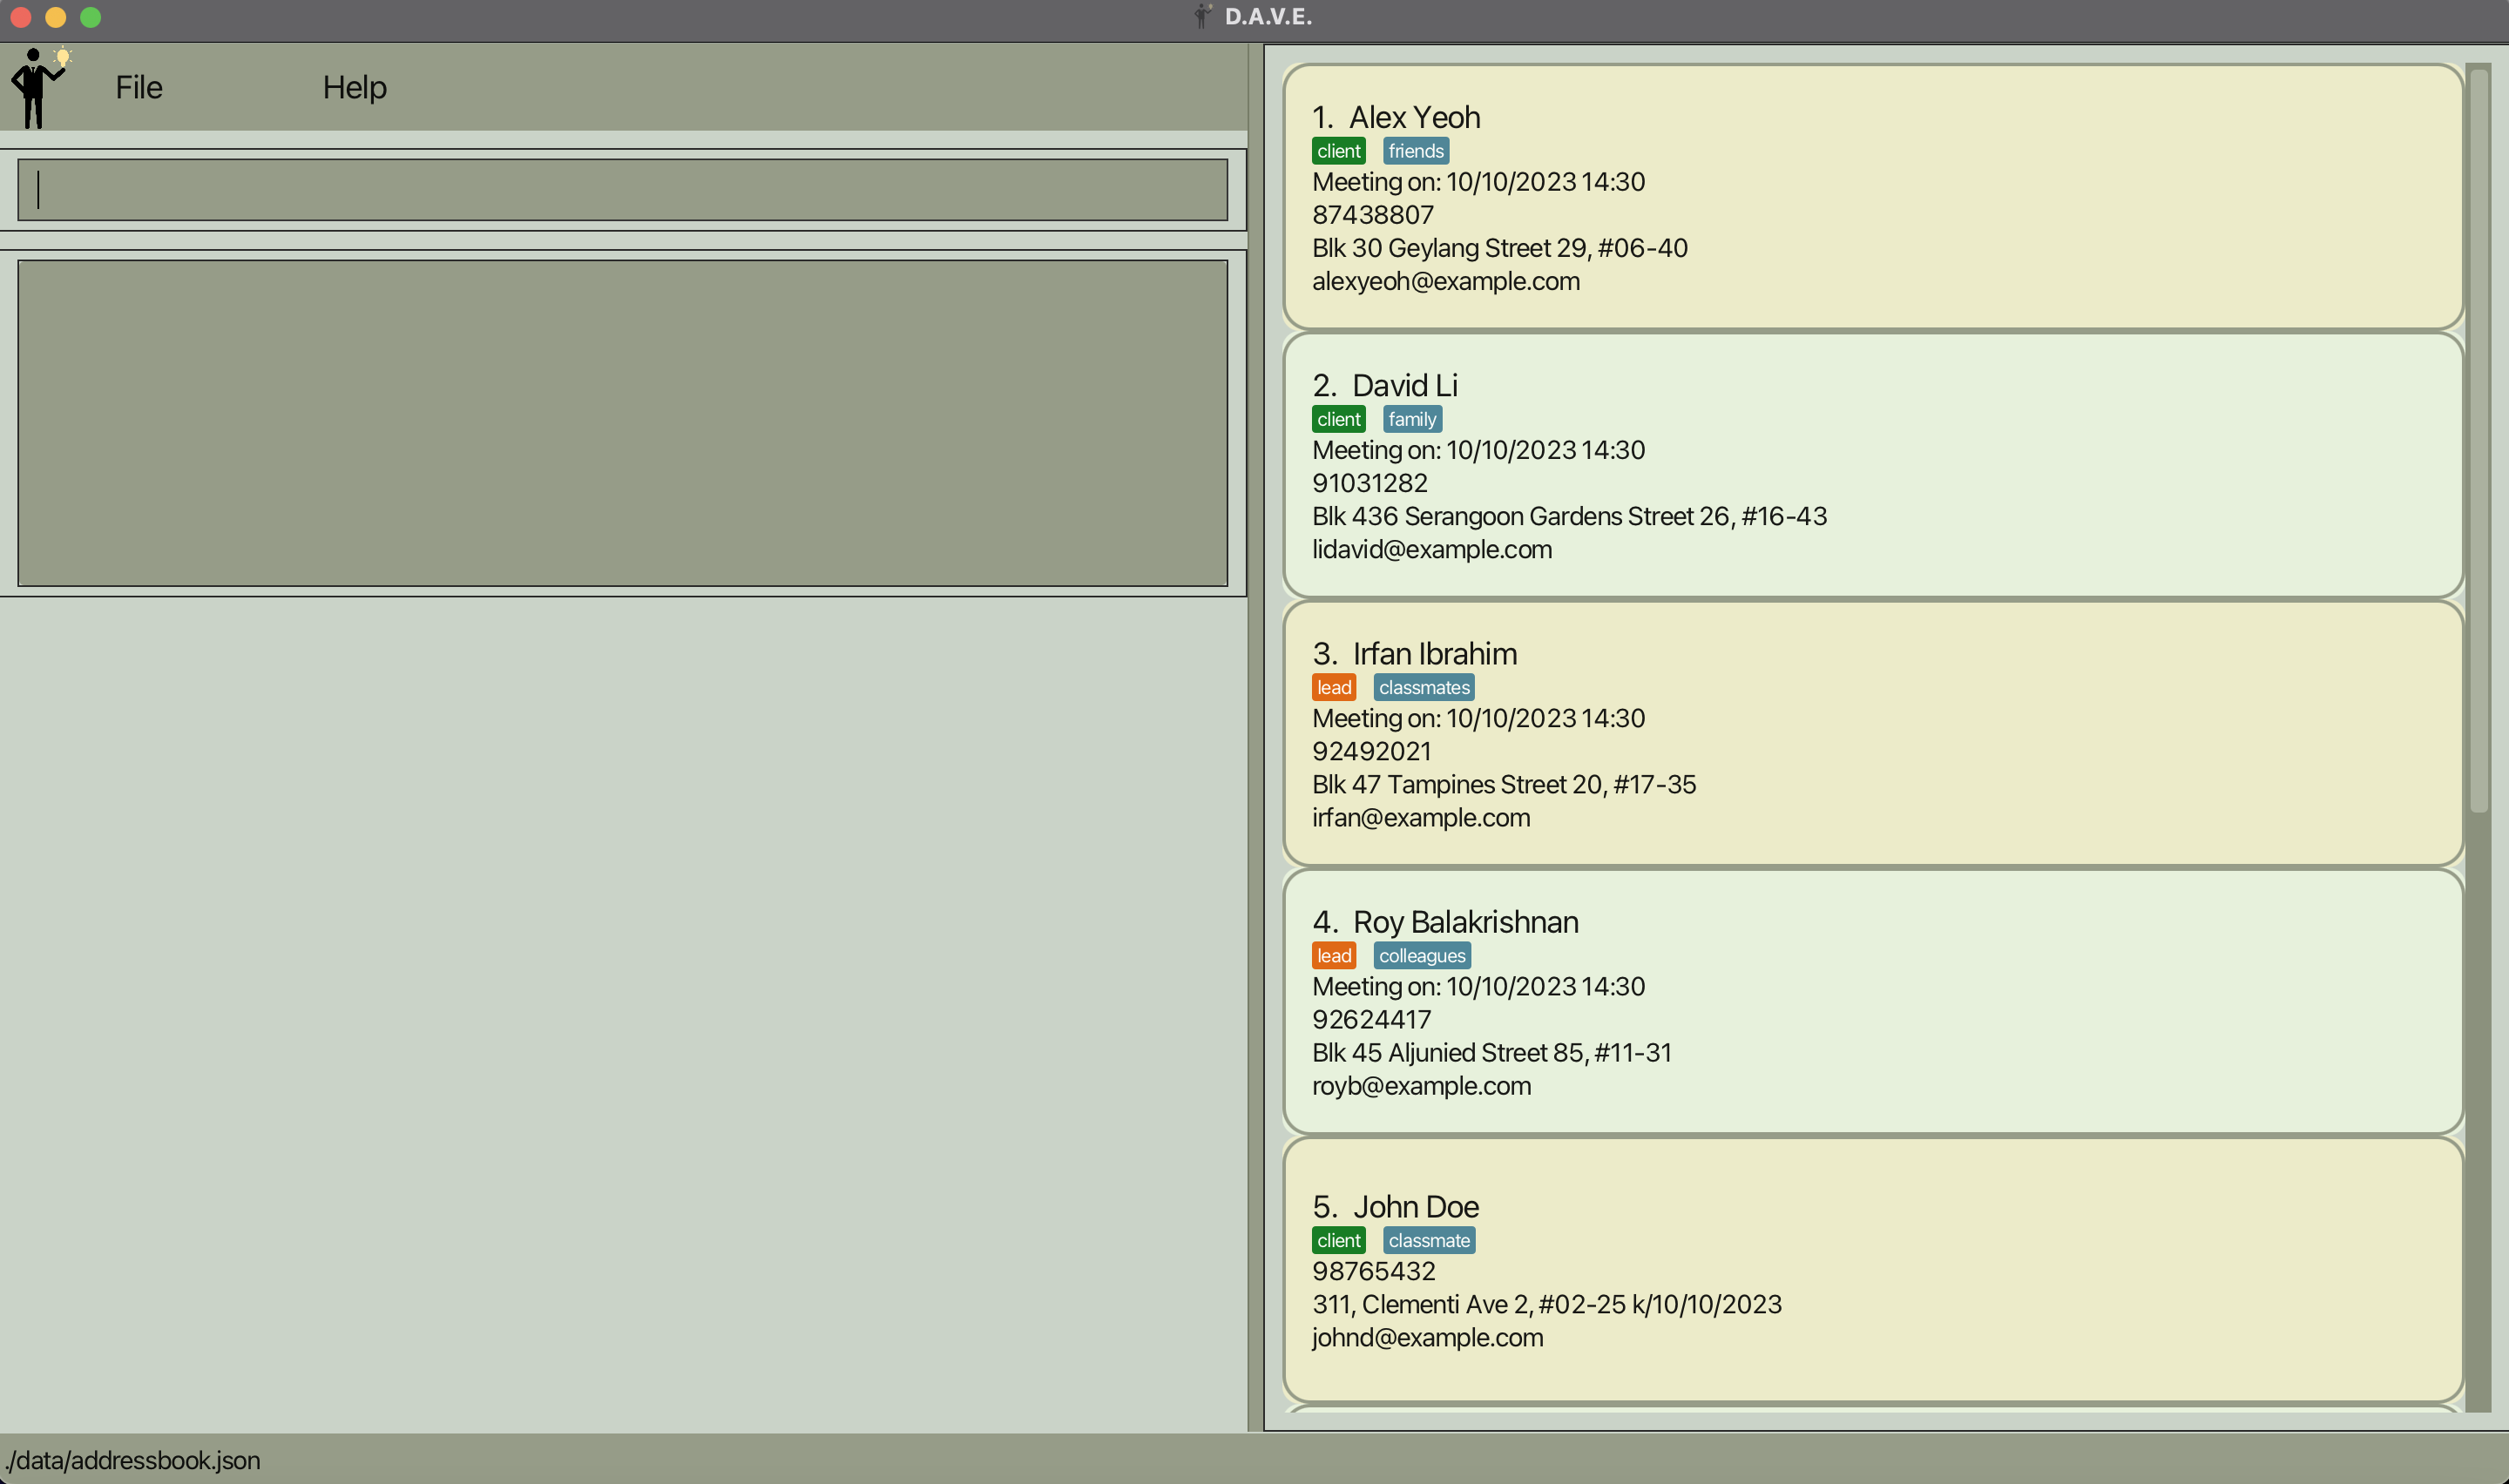 D.A.V.E.
File Help
1. Alex Yeoh
client friends
Meeting on: 10/10/2023 14:30
87438807
Blk 30 Geylang Street 29, #06-40
alexyeoh@example.com
2. David Li
client family
Meeting on: 10/10/2023 14:30
91031282
Blk 436 Serangoon Gardens Street 26, #16-43
lidavid@example.com
3. Irfan Ibrahim
lead classmates
Meeting on: 10/10/2023 14:30
92492021
Blk 47 Tampines Street 20, #17-35
irfan@example.com
4. Roy Balakrishnan
lead colleagues
Meeting on: 10/10/2023 14:30
92624417
Blk 45 Aljunied Street 85, #11-31
royb@example.com
5. John Doe
client classmate
98765432
311, Clementi Ave 2, #02-25 k/10/10/2023
johnd@example.com
./data/addressbook.json